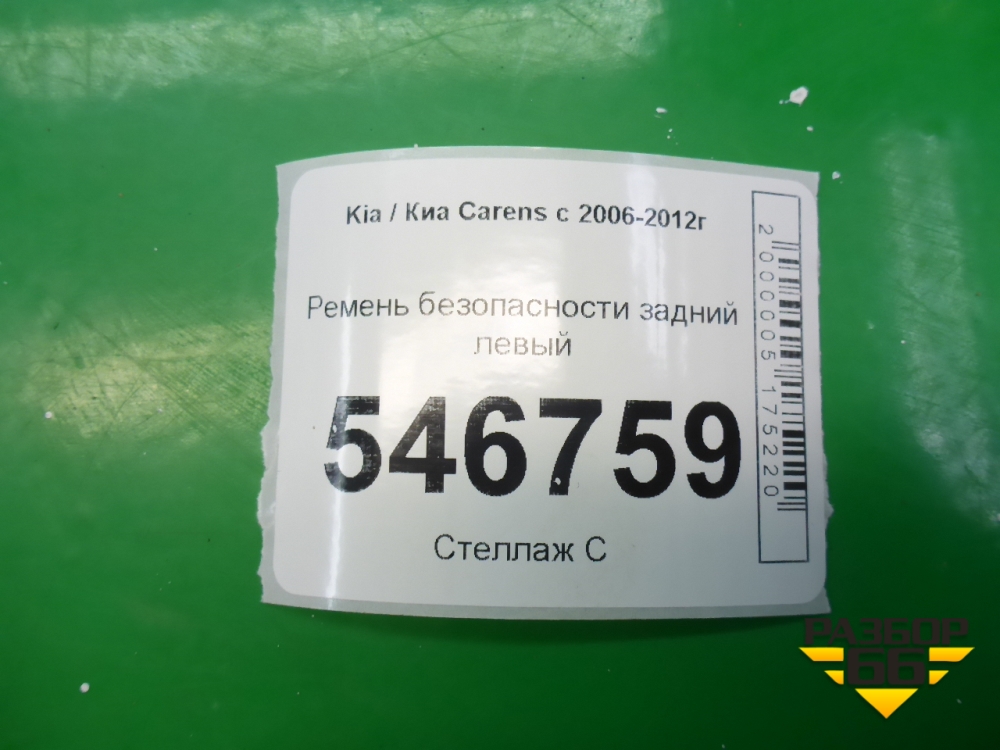 Kia / Киа Carens с 2006-2012г
Ремень безопасности задний
левый
546759
Стеллаж С
2000005175220
РАЗБОР
66